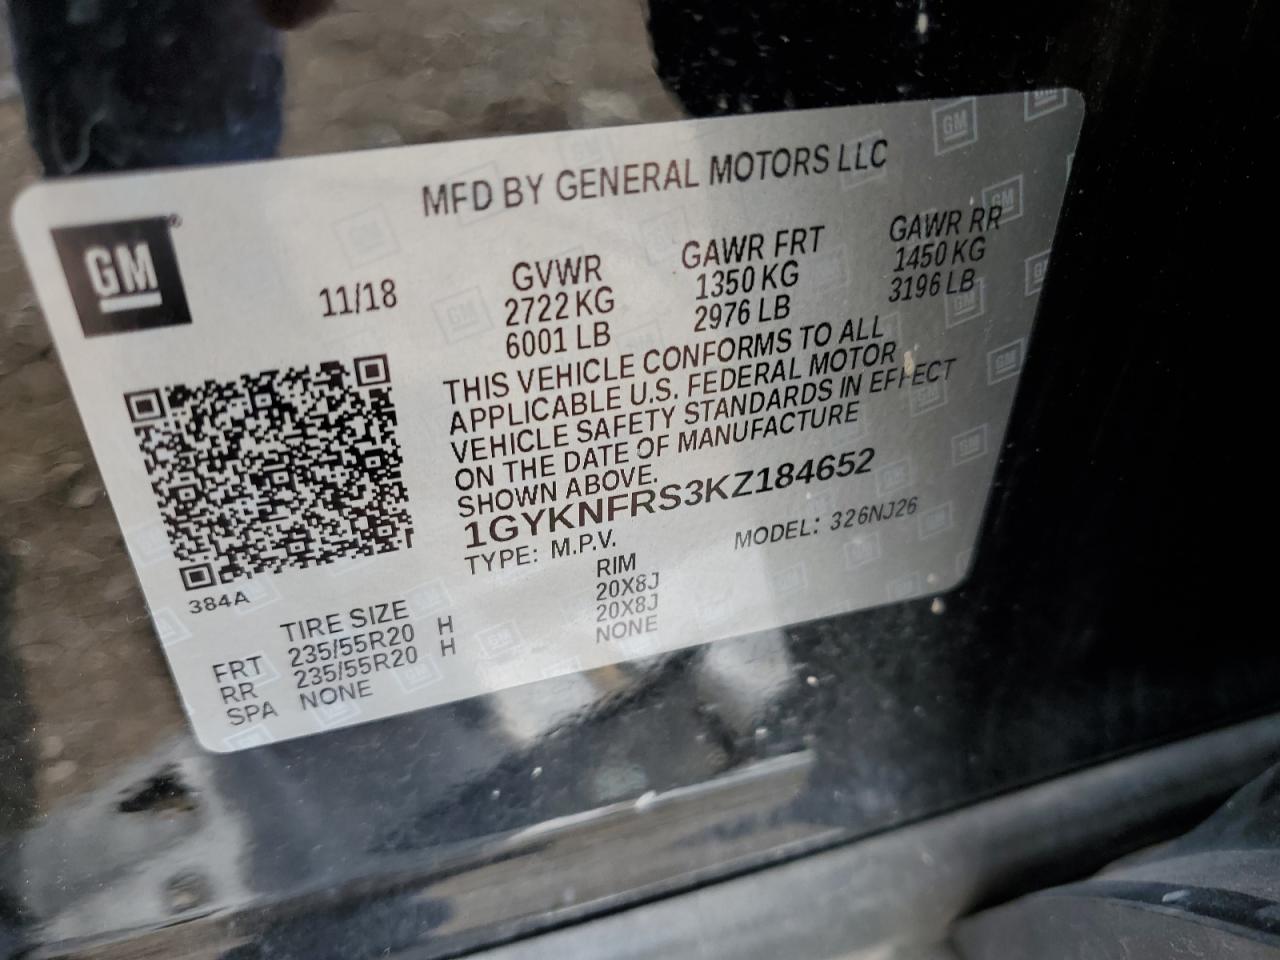 MFD BY GENERAL MOTORS LLC
GM®
11/18
GVWR
2722 KG
6001 LB
GAWR FRT
1350 KG
2976 LB
GAWR RR
1450 KG
3196 LB
THIS VEHICLE CONFORMS TO ALL
APPLICABLE U.S. FEDERAL MOTOR
VEHICLE SAFETY STANDARDS IN EFFECT
ON THE DATE OF MANUFACTURE
SHOWN ABOVE.
1GYKNFRS3KZ184652
TYPE: M.P.V.
MODEL: 326NJ26
384A
TIRE SIZE RIM
FRT 235/55R20 H 20X8J
RR 235/55R20 H 20X8J
SPA NONE NONE